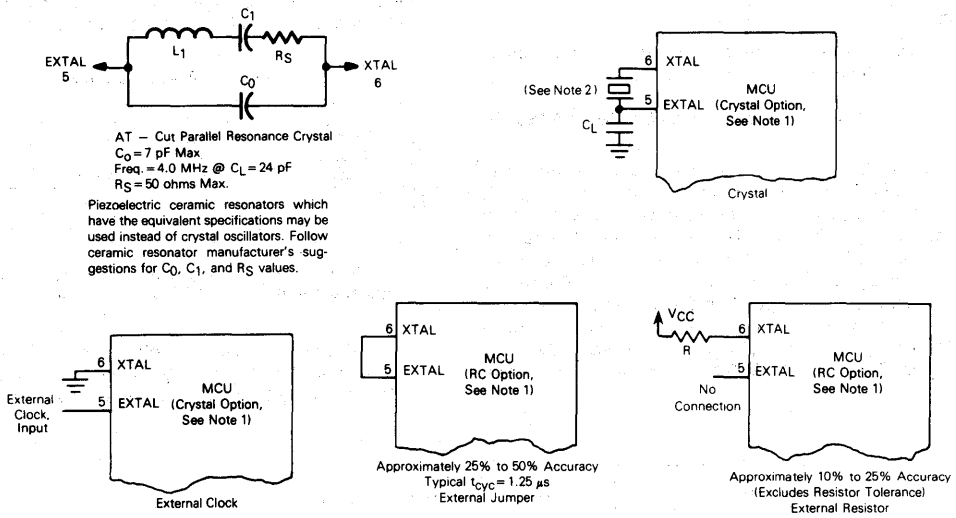 C1
L1
RS
EXTAL
5
XTAL
6
C0
AT – Cut Parallel Resonance Crystal
C0 = 7 pF Max
Freq. = 4.0 MHz @ CL = 24 pF
RS = 50 ohms Max.
Piezoelectric ceramic resonators which
have the equivalent specifications may be
used instead of crystal oscillators. Follow
ceramic resonator manufacturer's sug-
gestions for C0, C1, and RS values.
6 XTAL
(See Note 2)
5 EXTAL
MCU
(Crystal Option,
See Note 1)
CL
Crystal
6 XTAL
External
Clock
Input
5 EXTAL
MCU
(Crystal Option,
See Note 1)
External Clock
6 XTAL
5 EXTAL
MCU
(RC Option,
See Note 1)
Approximately 25% to 50% Accuracy
Typical tcyc = 1.25 μs
External Jumper
VCC
R
6 XTAL
5 EXTAL
No
Connection
MCU
(RC Option,
See Note 1)
Approximately 10% to 25% Accuracy
(Excludes Resistor Tolerance)
External Resistor